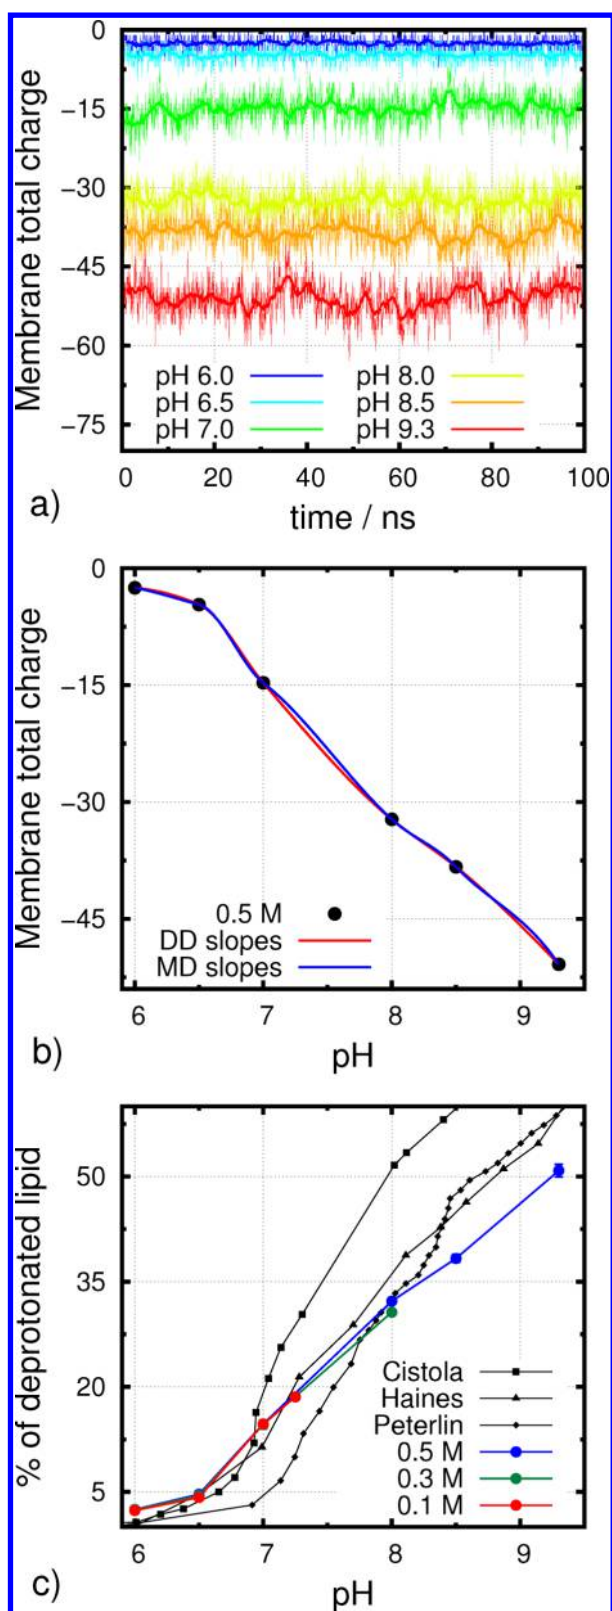 0
−15
−30
−45
−60
−75
Membrane total charge
pH 6.0
pH 6.5
pH 7.0
pH 8.0
pH 8.5
pH 9.3
0 20 40 60 80 100
time / ns
a)
0
−15
−30
−45
Membrane total charge
0.5 M
DD slopes
MD slopes
6 7 8 9
pH
b)
50
35
20
5
% of deprotonated lipid
Cistola
Haines
Peterlin
0.5 M
0.3 M
0.1 M
6 7 8 9
pH
c)